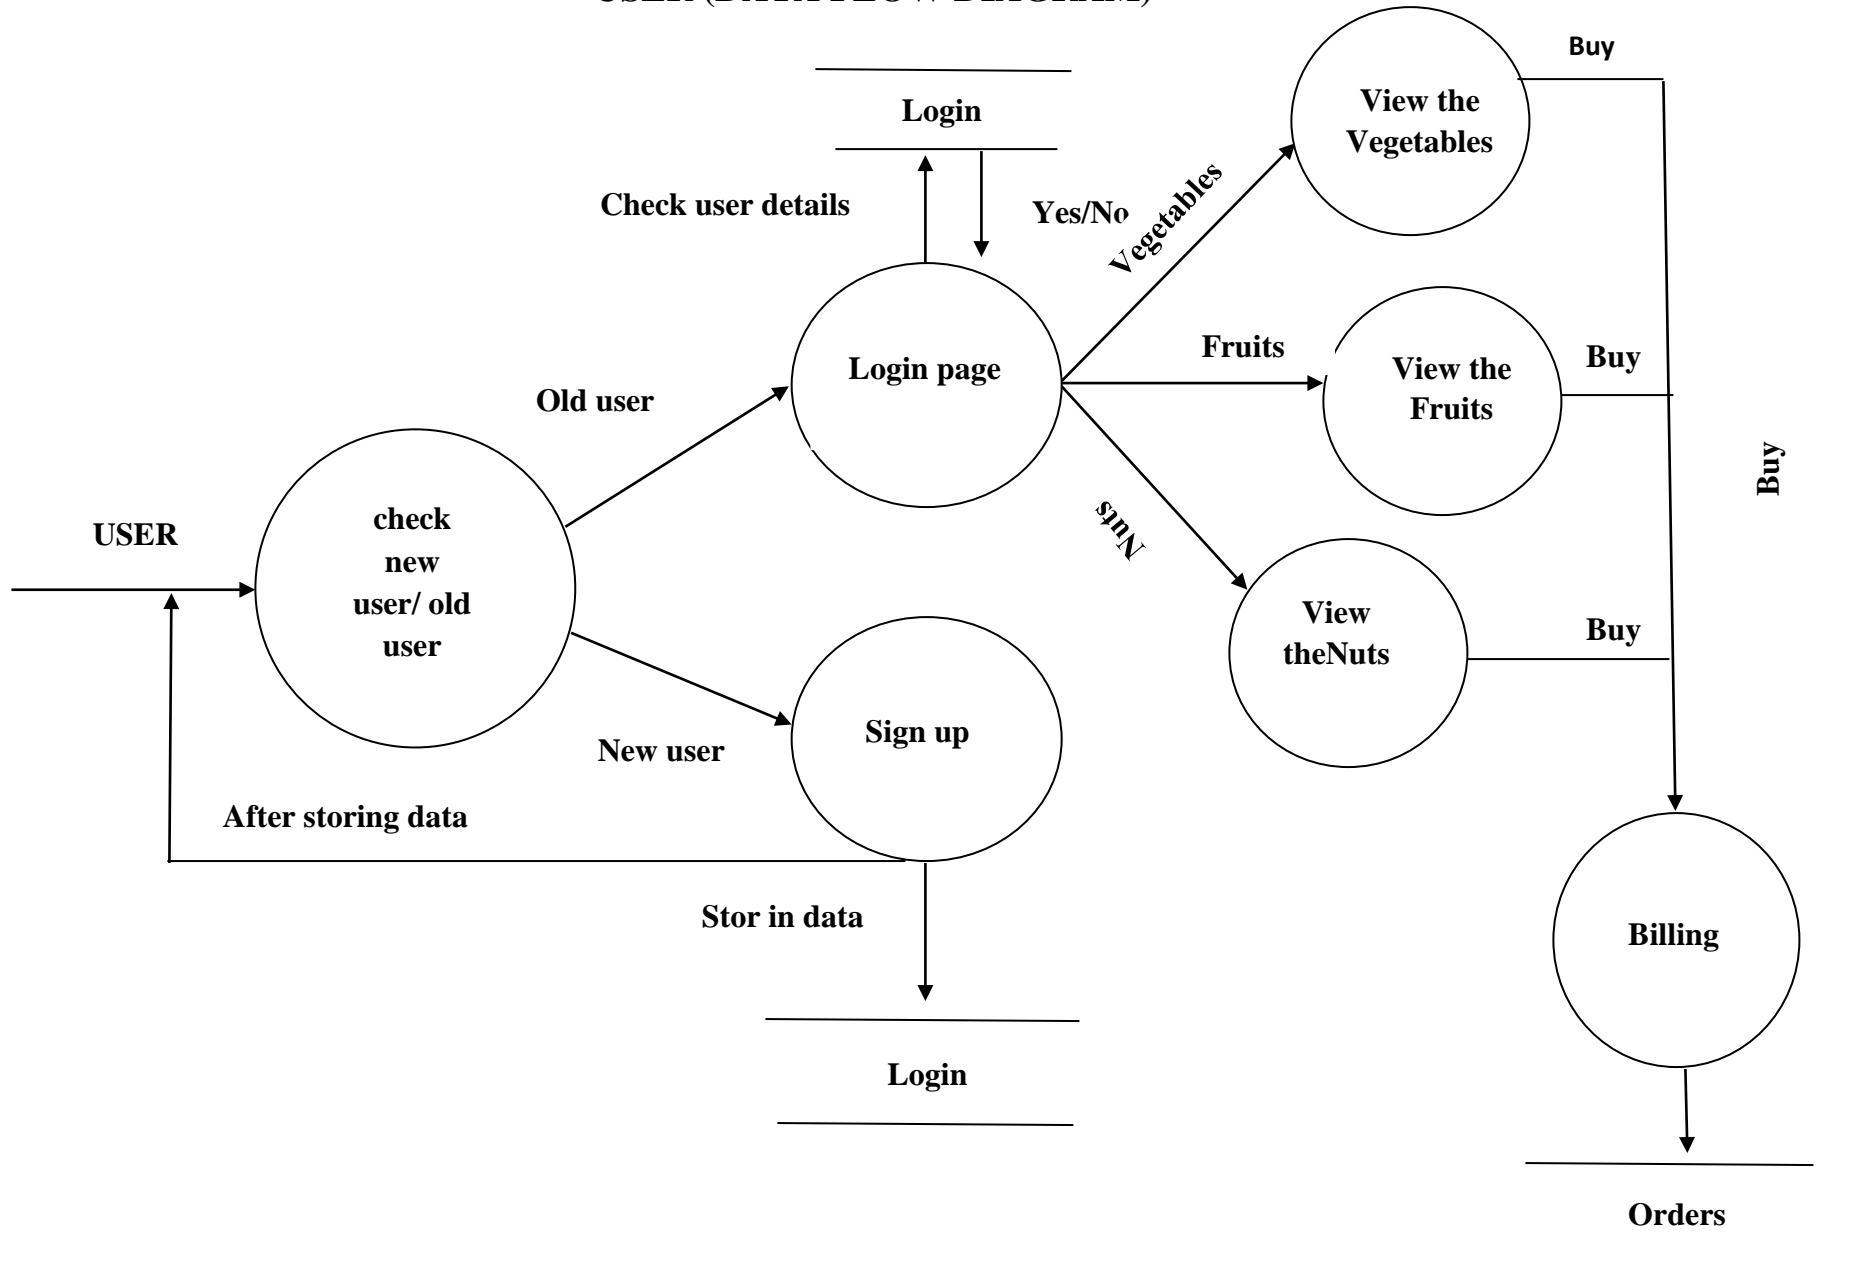 USER (DATA FLOW DIAGRAM)
Buy
Login
View the
Vegetables
Check user details
Yes/No
Vegetables
Login page
Fruits
View the
Fruits
Buy
Old user
Buy
Nuts
USER
check
new
user/ old
user
View
theNuts
Buy
Sign up
New user
After storing data
Stor in data
Billing
Login
Orders